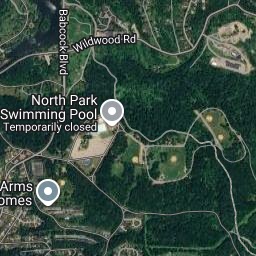 Babcock Blvd
Wildwood Rd
North Park
Swimming Pool
Temporarily closed
Arms
omes